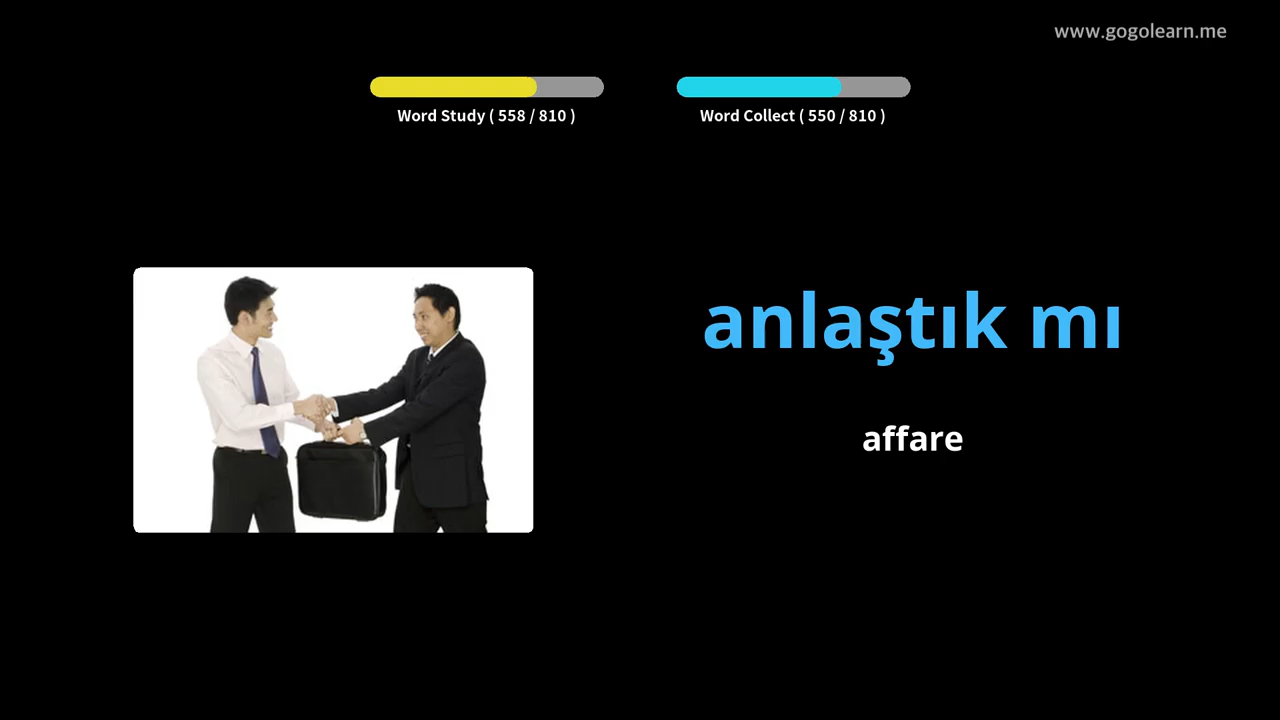 www.gogolearn.me
Word Study ( 558 / 810 )
Word Collect ( 550 / 810 )
anlaştık mı
affare